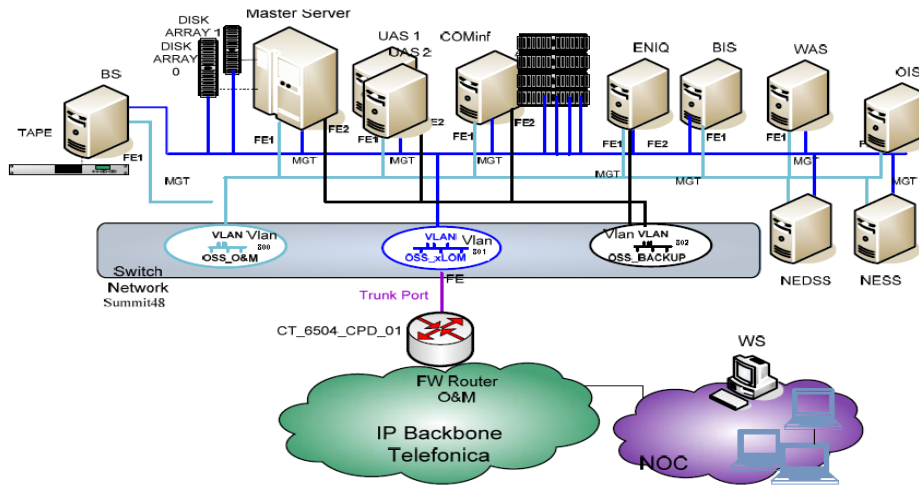 DISK
ARRAY 1
DISK
ARRAY
0
Master Server
UAS 1
UAS 2
COMinf
ENIQ
BIS
WAS
OIS
BS
TAPE
FE1
FE1
FE2
FE1
FE1
FE2
FE1
FE2
FE1
FE1
MGT
MGT
MGT
MGT
MGT
MGT
MGT
MGT
VLAN Vlan
800
OSS_O&M
VLAN Vlan
801
OSS_xLOM
Vlan VLAN
802
OSS_BACKUP
NEDSS
NESS
Switch
Network
Summit48
FE
Trunk Port
CT_6504_CPD_01
FW Router
O&M
IP Backbone
Telefonica
WS
NOC